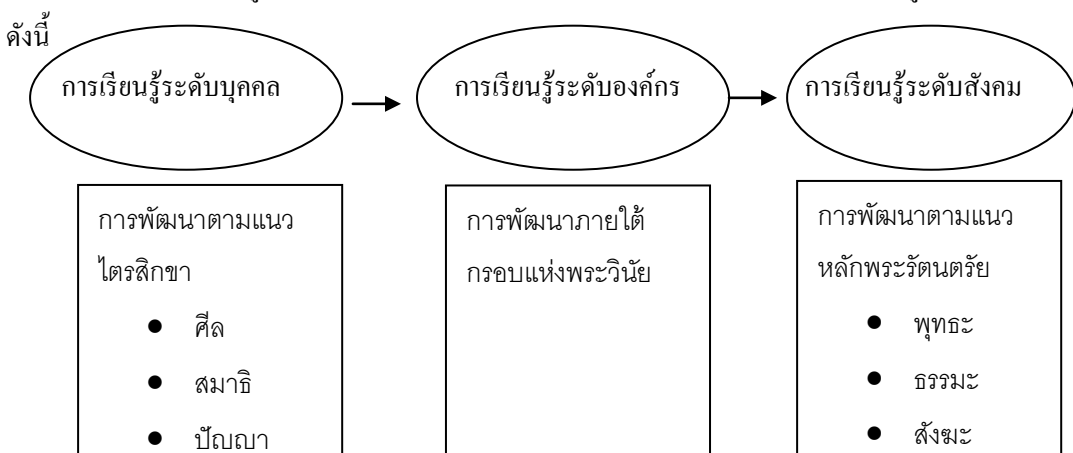 ดังนี้
การเรียนรู้ระดับบุคคล
การเรียนรู้ระดับองค์กร
การเรียนรู้ระดับสังคม
การพัฒนาตามแนว
ไตรสิกขา
● ศีล
● สมาธิ
● ปัญญา
การพัฒนาภายใต้
กรอบแห่งพระวินัย
การพัฒนาตามแนว
หลักพระรัตนตรัย
● พุทธะ
● ธรรมะ
● สังฆะ